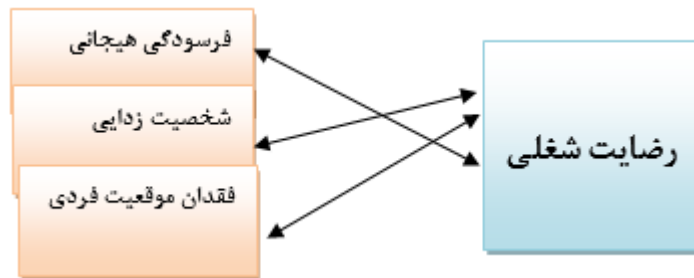 فرسودگی هیجانی
شخصیت زدایی
فقدان موقعیت فردی
رضایت شغلی